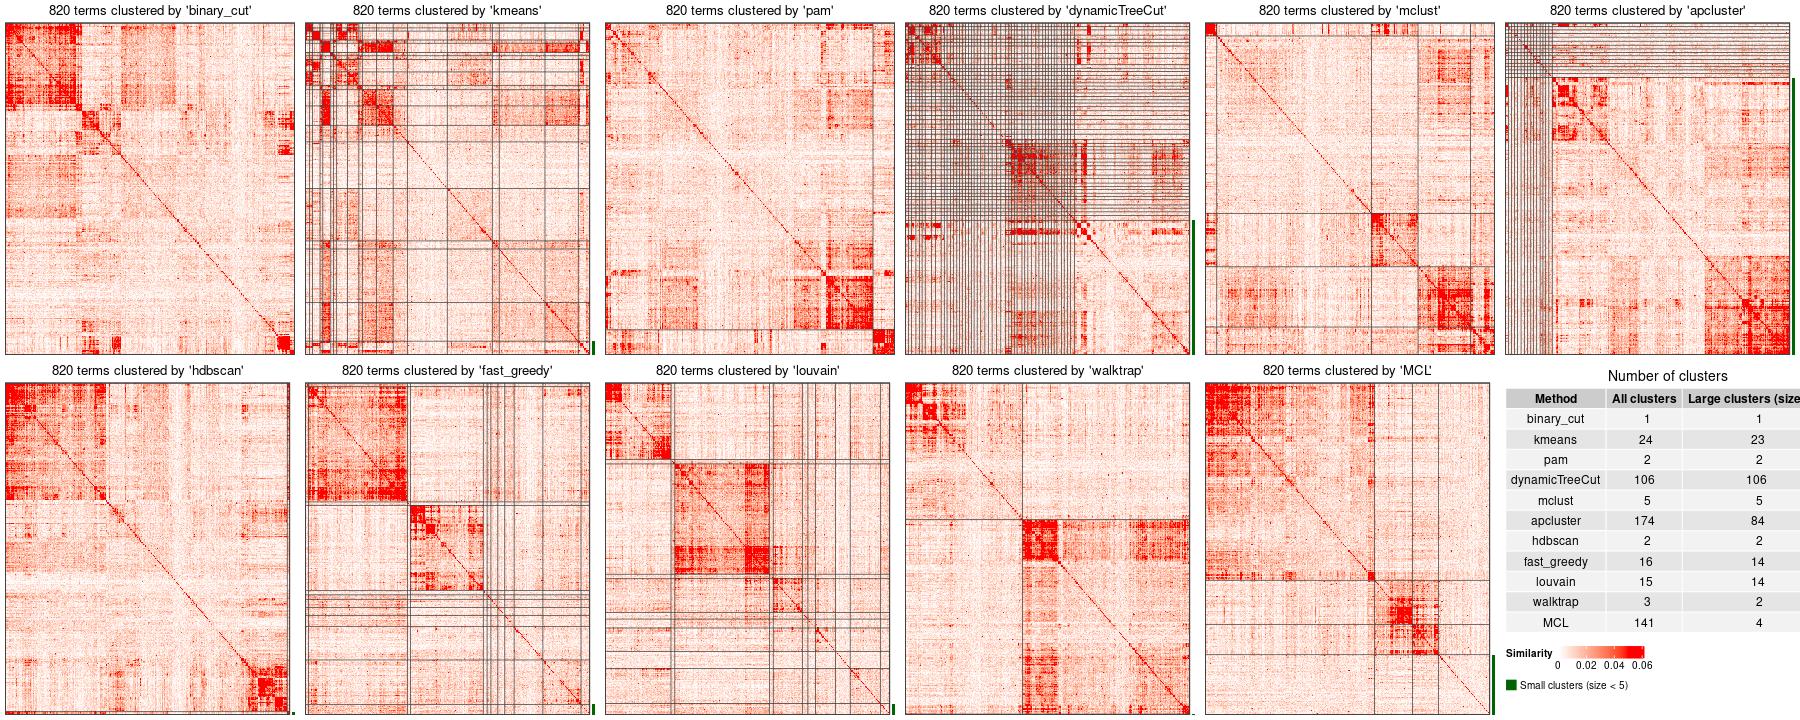 820 terms clustered by 'binary_cut'
820 terms clustered by 'kmeans'
820 terms clustered by 'pam'
820 terms clustered by 'dynamicTreeCut'
820 terms clustered by 'mclust'
820 terms clustered by 'apcluster'
820 terms clustered by 'hdbscan'
820 terms clustered by 'fast_greedy'
820 terms clustered by 'louvain'
820 terms clustered by 'walktrap'
820 terms clustered by 'MCL'
Number of clusters
Method All clusters Large clusters (size
binary_cut 1 1
kmeans 24 23
pam 2 2
dynamicTreeCut 106 106
mclust 5 5
apcluster 174 84
hdbscan 2 2
fast_greedy 16 14
louvain 15 14
walktrap 3 2
MCL 141 4
Similarity
0 0.02 0.04 0.06
Small clusters (size < 5)